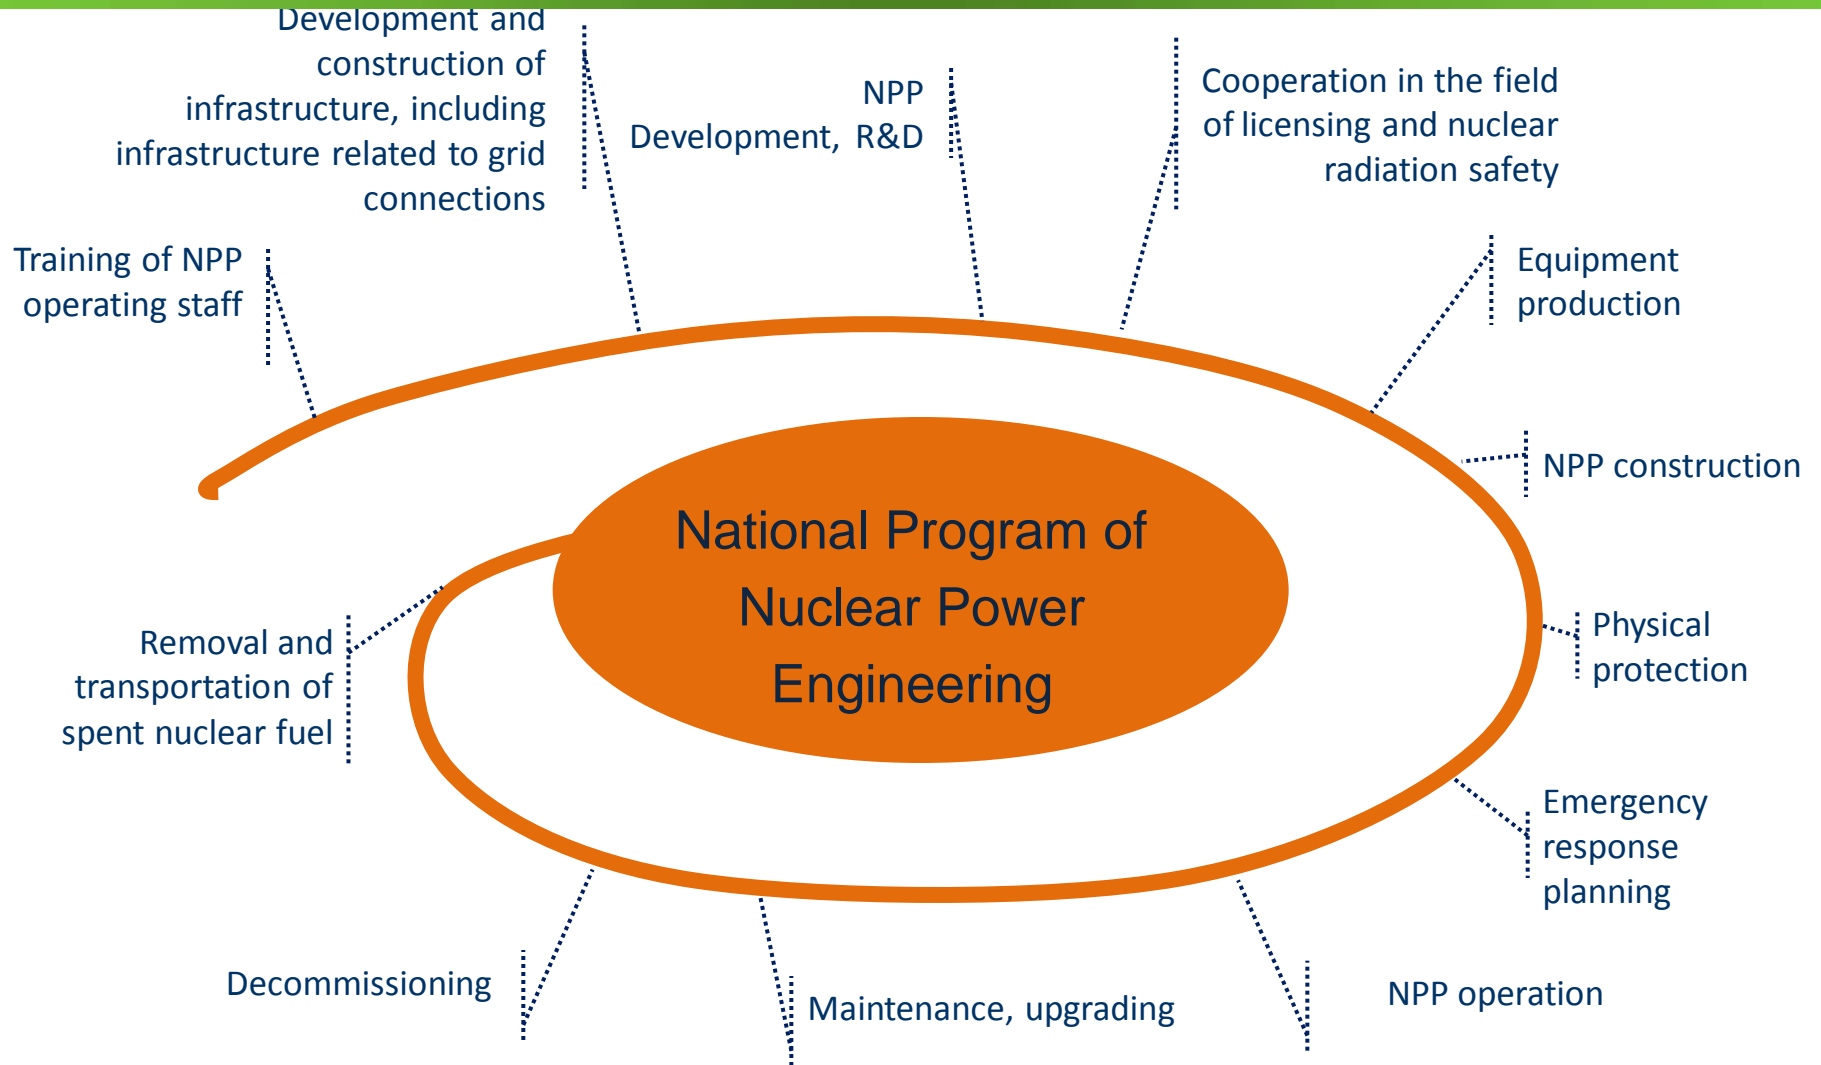 Development and
construction of
infrastructure, including
infrastructure related to grid
connections
NPP
Development, R&D
Cooperation in the field
of licensing and nuclear
radiation safety
Training of NPP
operating staff
Equipment
production
NPP construction
National Program of
Nuclear Power
Engineering
Physical
protection
Removal and
transportation of
spent nuclear fuel
Emergency
response
planning
Decommissioning
Maintenance, upgrading
NPP operation